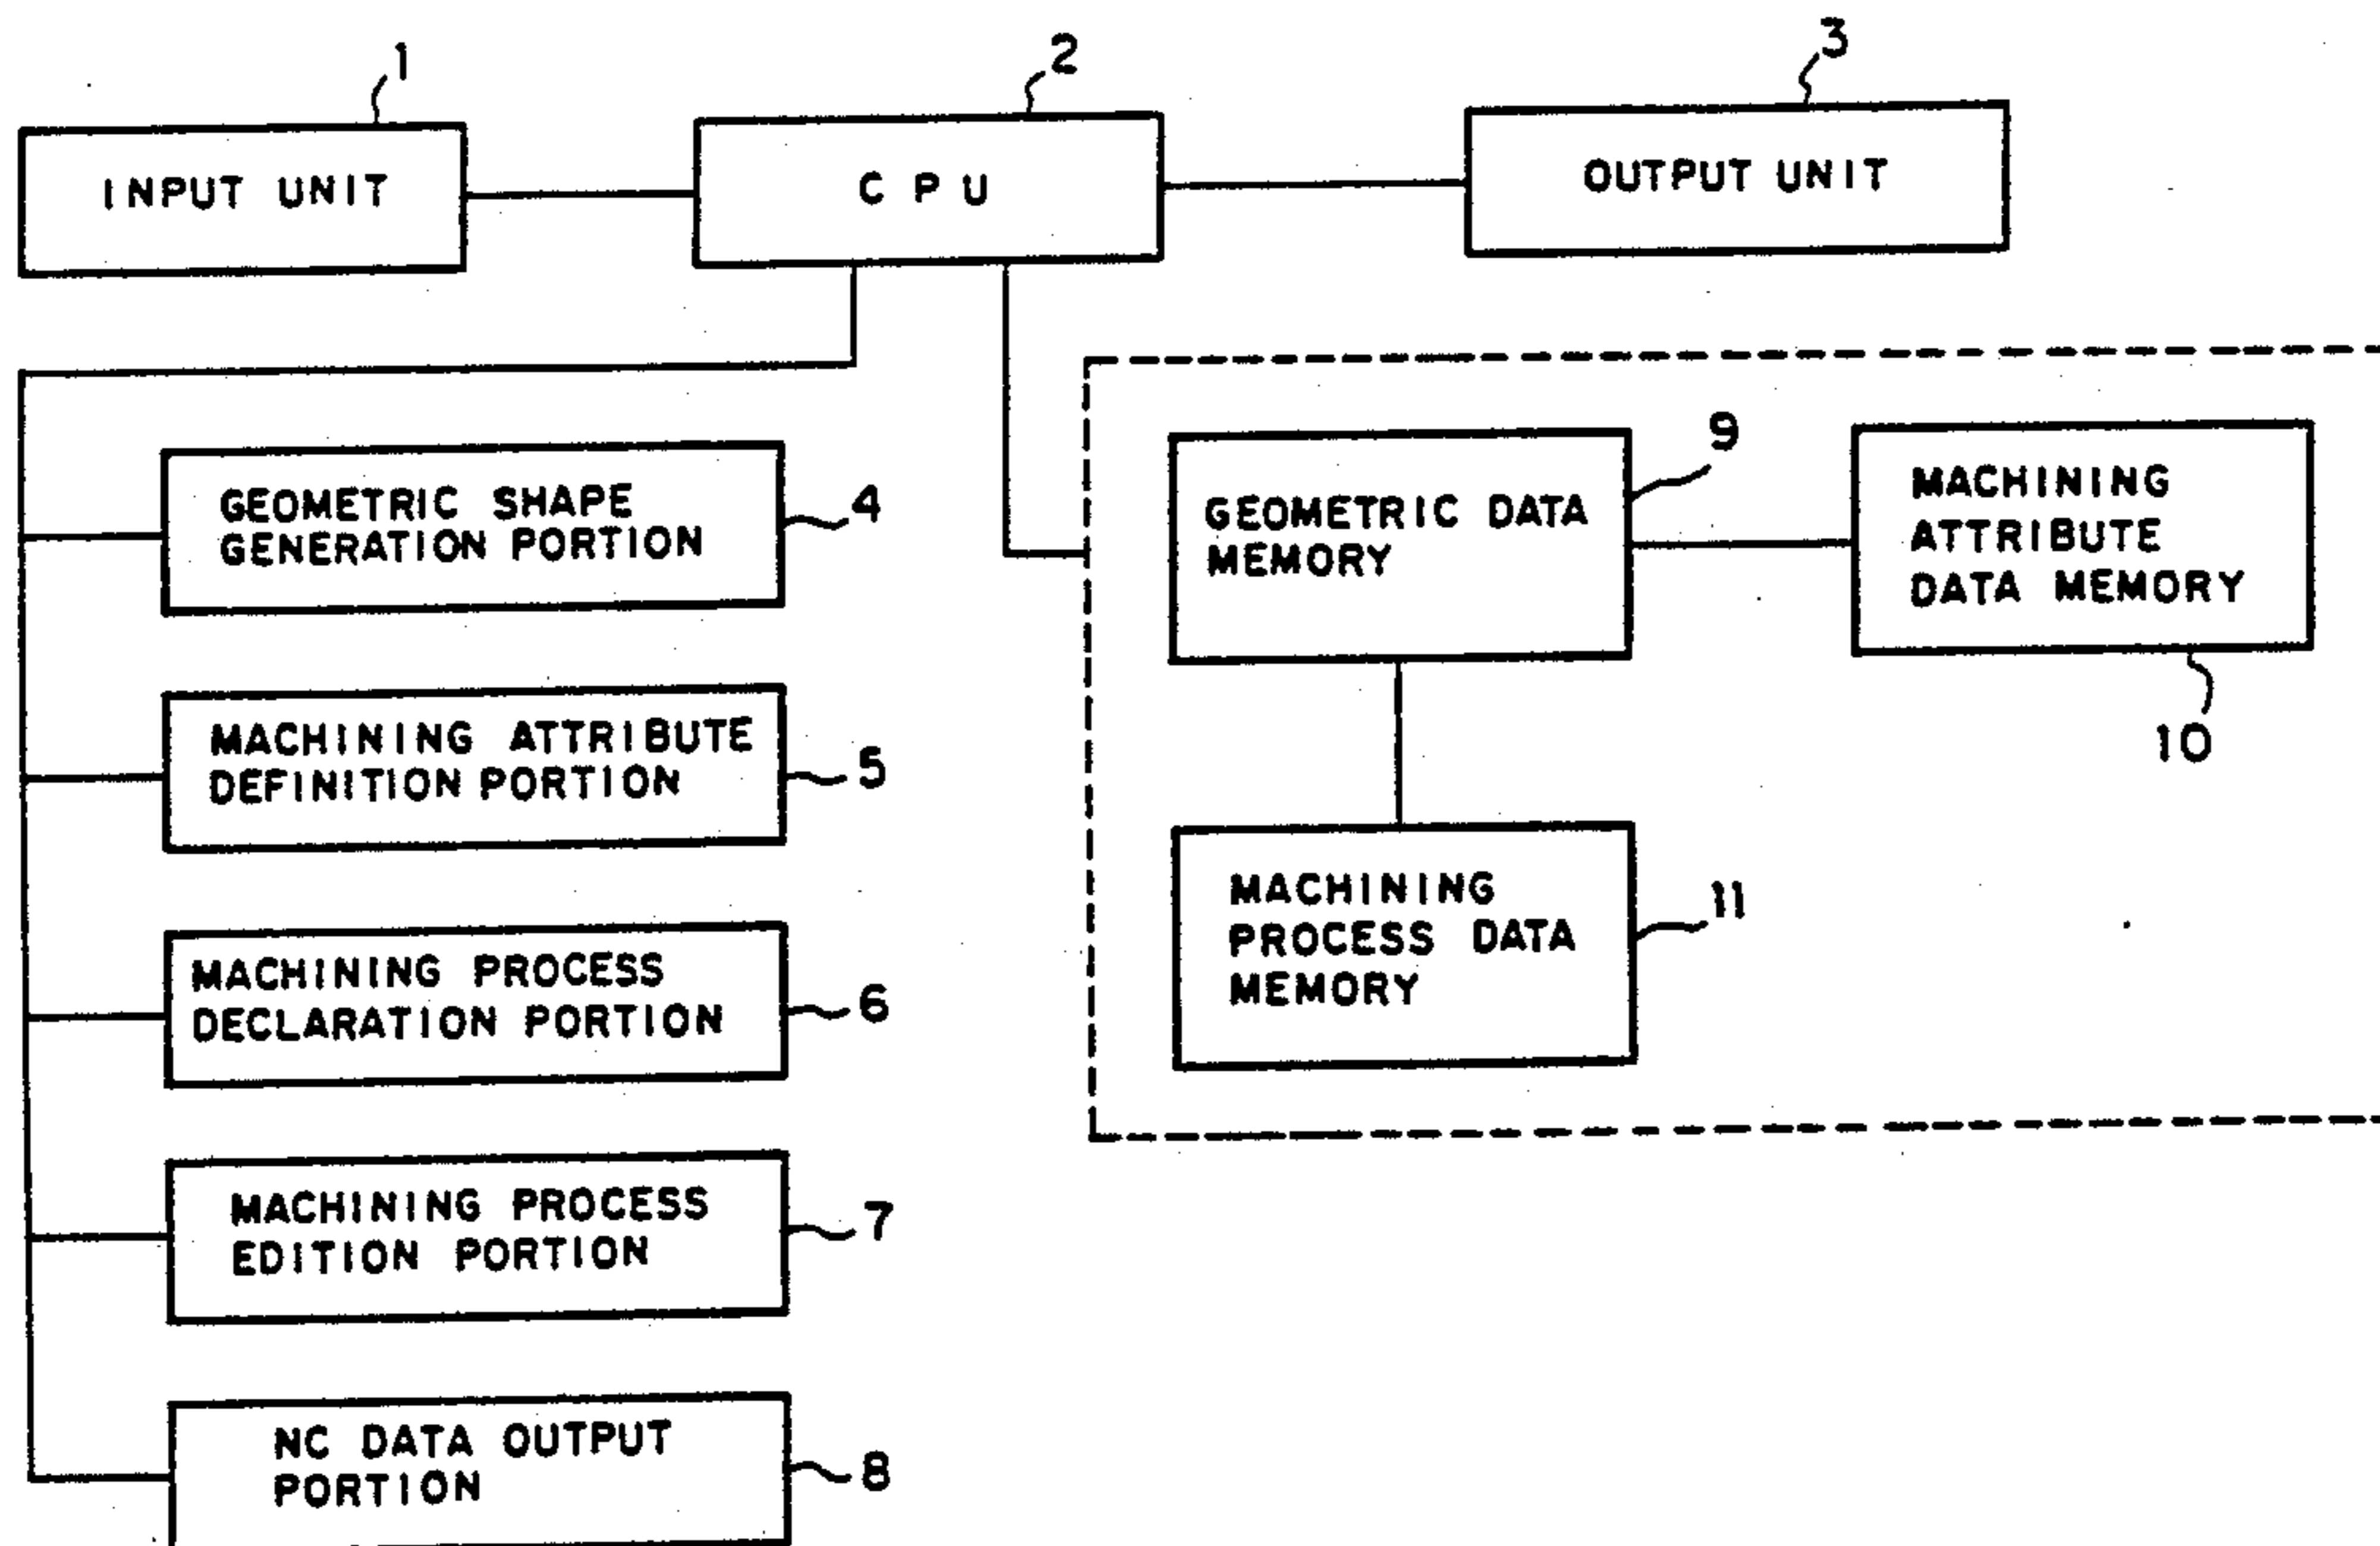 1
2
3
INPUT UNIT
C P U
OUTPUT UNIT
GEOMETRIC SHAPE
GENERATION PORTION
4
MACHINING ATTRIBUTE
DEFINITION PORTION
5
MACHINING PROCESS
DECLARATION PORTION
6
MACHINING PROCESS
EDITION PORTION
7
NC DATA OUTPUT
PORTION
8
GEOMETRIC DATA
MEMORY
9
MACHINING
ATTRIBUTE
DATA MEMORY
10
MACHINING
PROCESS DATA
MEMORY
11